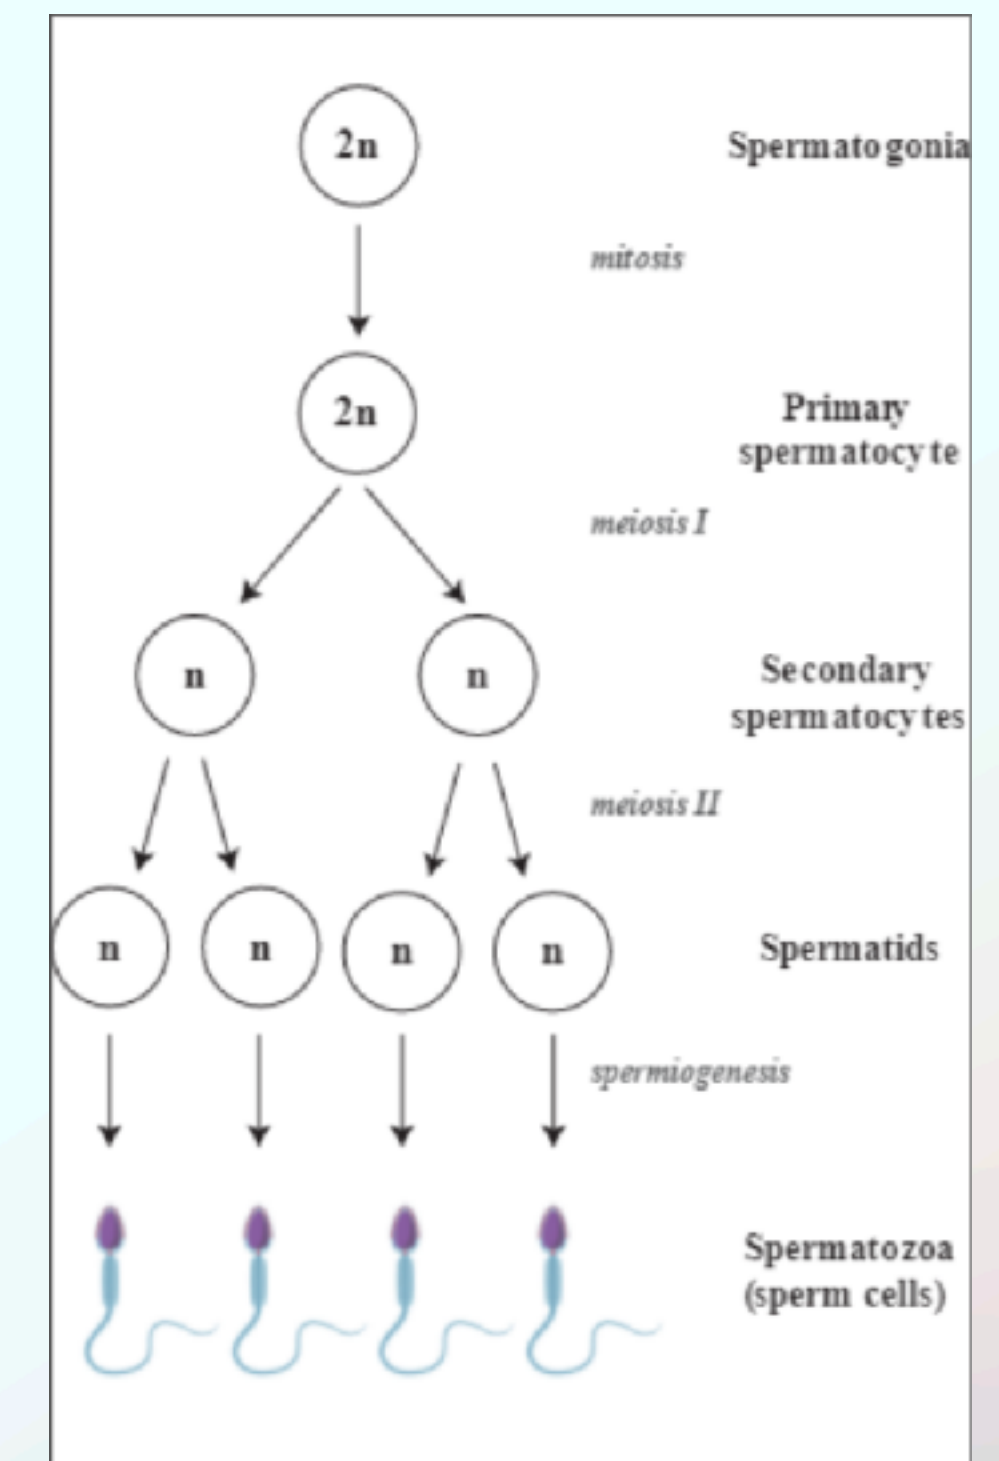 2n
Spermatogonia
mitosis
2n
Primary
spermatocyte
meiosis I
n
n
Secondary
spermatocytes
meiosis II
n
n
n
n
Spermatids
spermiogenesis
Spermatozoa
(sperm cells)